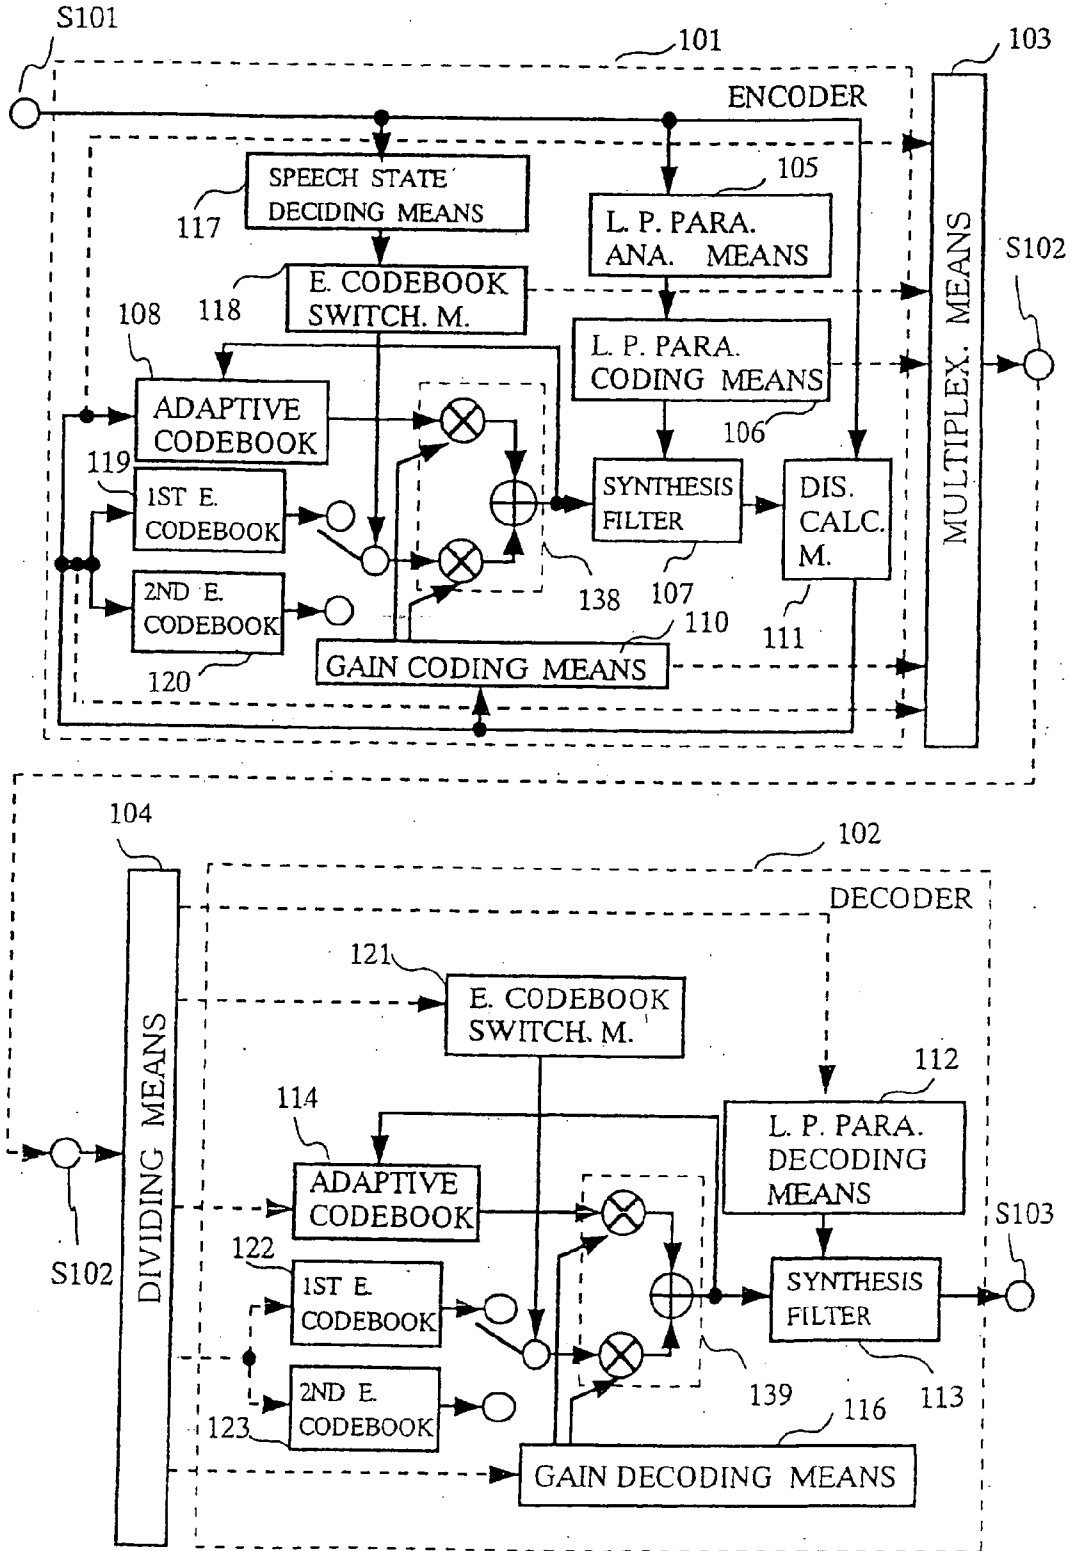 S101
101
103
ENCODER
SPEECH STATE
DECIDING MEANS
117
105
L. P. PARA.
ANA. MEANS
S102
118
E. CODEBOOK
SWITCH. M.
MULTIPLEX. MEANS
108
L. P. PARA.
CODING MEANS
106
ADAPTIVE
CODEBOOK
119
1ST E.
CODEBOOK
SYNTHESIS
FILTER
DIS.
CALC.
M.
2ND E.
CODEBOOK
138
107
110
111
120
GAIN CODING MEANS
104
102
DECODER
121
E. CODEBOOK
SWITCH. M.
DIVIDING MEANS
112
114
L. P. PARA.
DECODING
MEANS
ADAPTIVE
CODEBOOK
S103
S102
122
1ST E.
CODEBOOK
SYNTHESIS
FILTER
2ND E.
CODEBOOK
139
113
123
116
GAIN DECODING MEANS